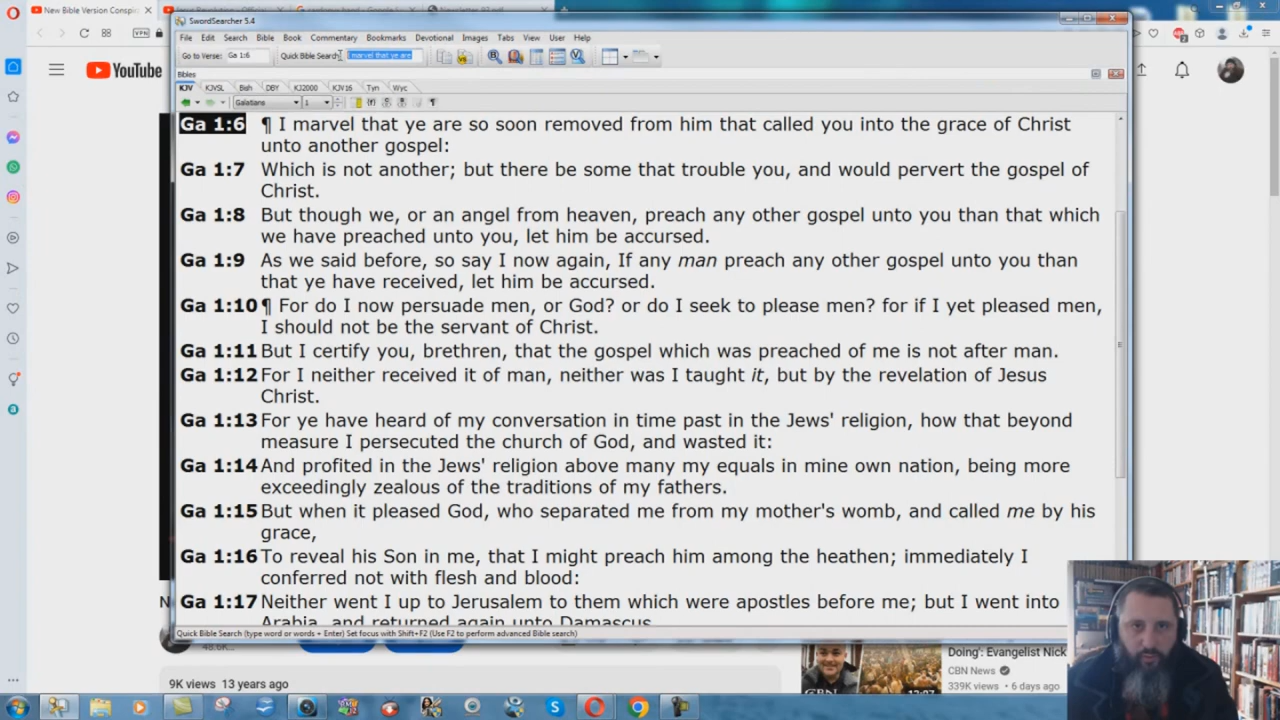 New Bible Version Conspi
SwordSearcher 5.4
VPN
File Edit Search Bible Book Commentary Bookmarks Devotional Images Tabs View User Help
YouTube
Go to Verse: Ga 1:6 Quick Bible Search: I marvel that ye are
Bibles
KJV KJVSL Bish DBY KJ2000 KJV16 Tyn Wyc
Galatians 1
Ga 1:6 ¶ I marvel that ye are so soon removed from him that called you into the grace of Christ
unto another gospel:
Ga 1:7 Which is not another; but there be some that trouble you, and would pervert the gospel of
Christ.
Ga 1:8 But though we, or an angel from heaven, preach any other gospel unto you than that which
we have preached unto you, let him be accursed.
Ga 1:9 As we said before, so say I now again, If any man preach any other gospel unto you than
that ye have received, let him be accursed.
Ga 1:10 ¶ For do I now persuade men, or God? or do I seek to please men? for if I yet pleased men,
I should not be the servant of Christ.
Ga 1:11 But I certify you, brethren, that the gospel which was preached of me is not after man.
Ga 1:12 For I neither received it of man, neither was I taught it, but by the revelation of Jesus
Christ.
Ga 1:13 For ye have heard of my conversation in time past in the Jews' religion, how that beyond
measure I persecuted the church of God, and wasted it:
Ga 1:14 And profited in the Jews' religion above many my equals in mine own nation, being more
exceedingly zealous of the traditions of my fathers.
Ga 1:15 But when it pleased God, who separated me from my mother's womb, and called me by his
grace,
Ga 1:16 To reveal his Son in me, that I might preach him among the heathen; immediately I
conferred not with flesh and blood:
Ga 1:17 Neither went I up to Jerusalem to them which were apostles before me; but I went into
Arabia, and returned again unto Damascus.
Quick Bible Search (type word or words + Enter) Set focus with Shift+F2 (Use F2 to perform advanced Bible search)
48.6K
Doing': Evangelist Nick
CBN News
339K views • 6 days ago
12:07
9K views 13 years ago